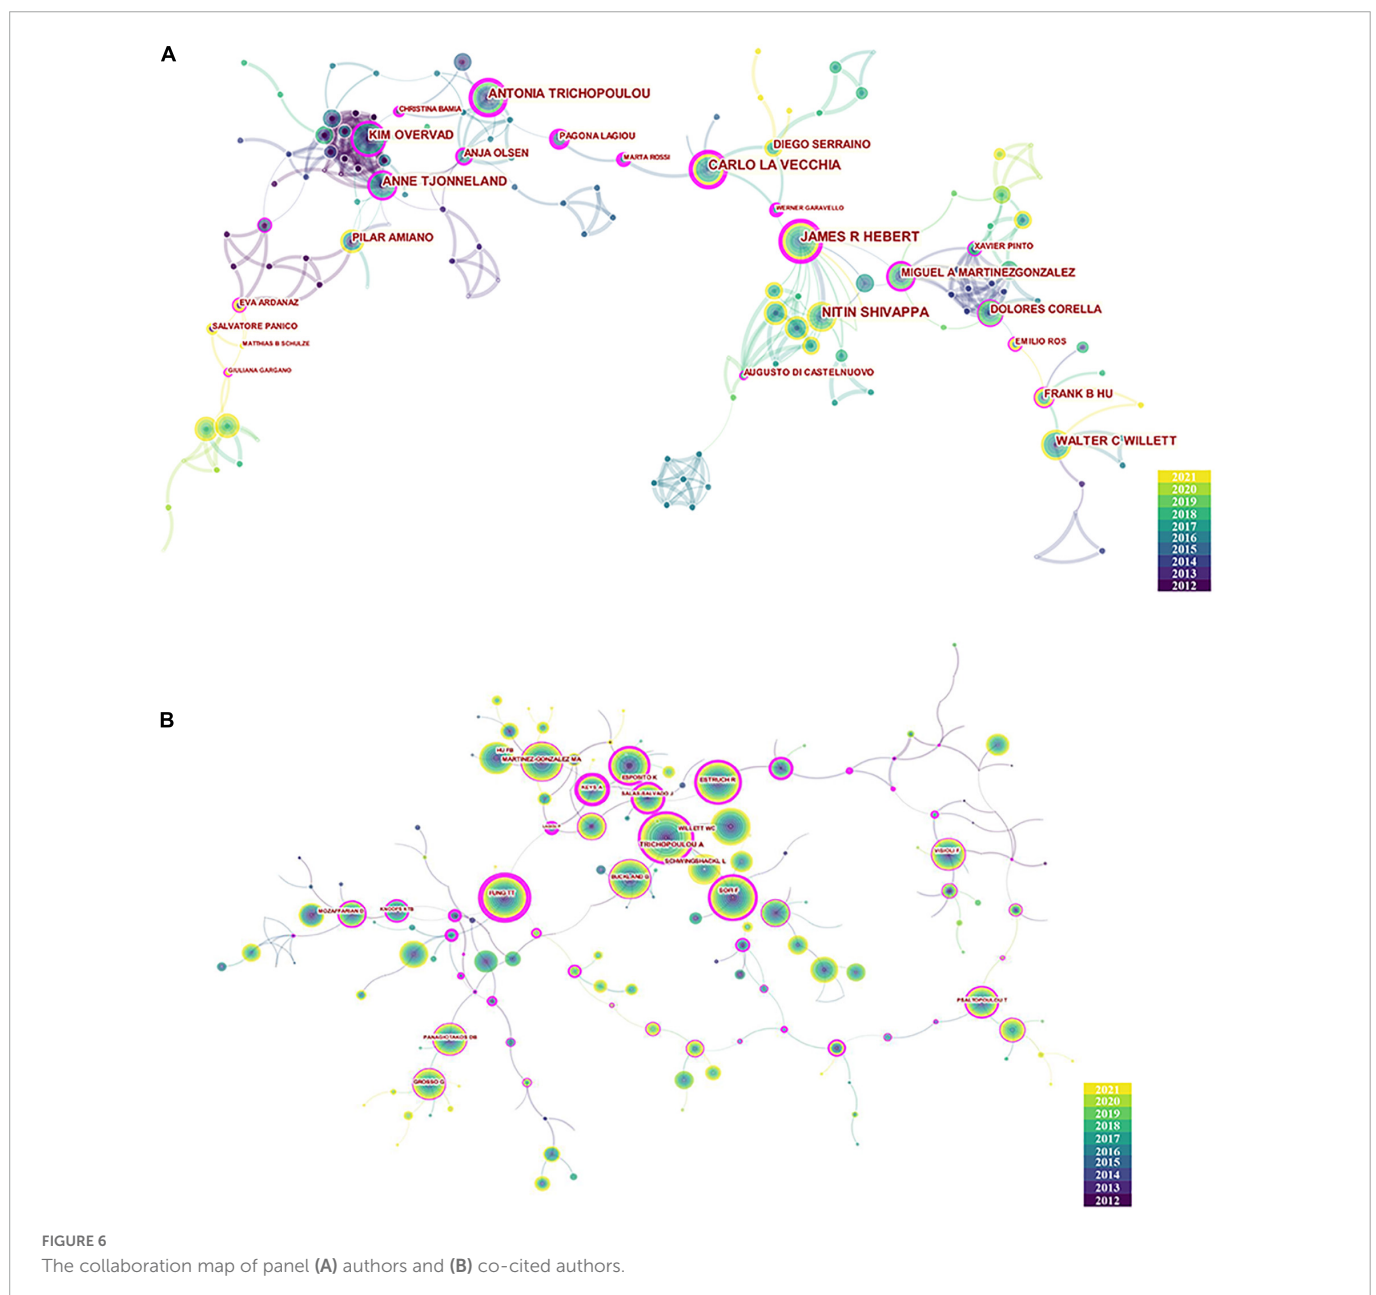 A
ANTONIA TRICHOPOULOU
CHRISTINA BAMIA
KIM OVERVAD
PAGONA LAGIOU
ANJA OLSEN
MARTA ROSSI
DIEGO SERRAINO
CARLO LA VECCHIA
ANNE TJONNELAND
WERNER GARAVELLO
PILAR AMIANO
JAMES R HEBERT
XAVIER PINTO
MIGUEL A MARTINEZGONZALEZ
EVA ARDANAZ
NITIN SHIVAPPA
DOLORES CORELLA
SALVATORE PANICO
MATTHIAS B SCHULZE
EMILIO ROS
GIULIANA GARGANO
AUGUSTO DI CASTELNUOVO
FRANK B HU
WALTER C WILLETT
2021
2020
2019
2018
2017
2016
2015
2014
2013
2012
B
HU FB
MARTINEZ-GONZALEZ MA
ESPOSITO K
ESTRUCH R
KEYS A
SALAS-SALVADO J
WILLETT WC
TRICHOPOULOU A
SCHWINGSHACKL L
VISIOLI F
BUCKLAND G
SOFI F
FUNG TT
MOZAFFARIAN D
KNOOPS KTB
PSALTOPOULOU T
PANAGIOTAKOS DB
GROSSO G
2021
2020
2019
2018
2017
2016
2015
2014
2013
2012
FIGURE 6
The collaboration map of panel (A) authors and (B) co-cited authors.